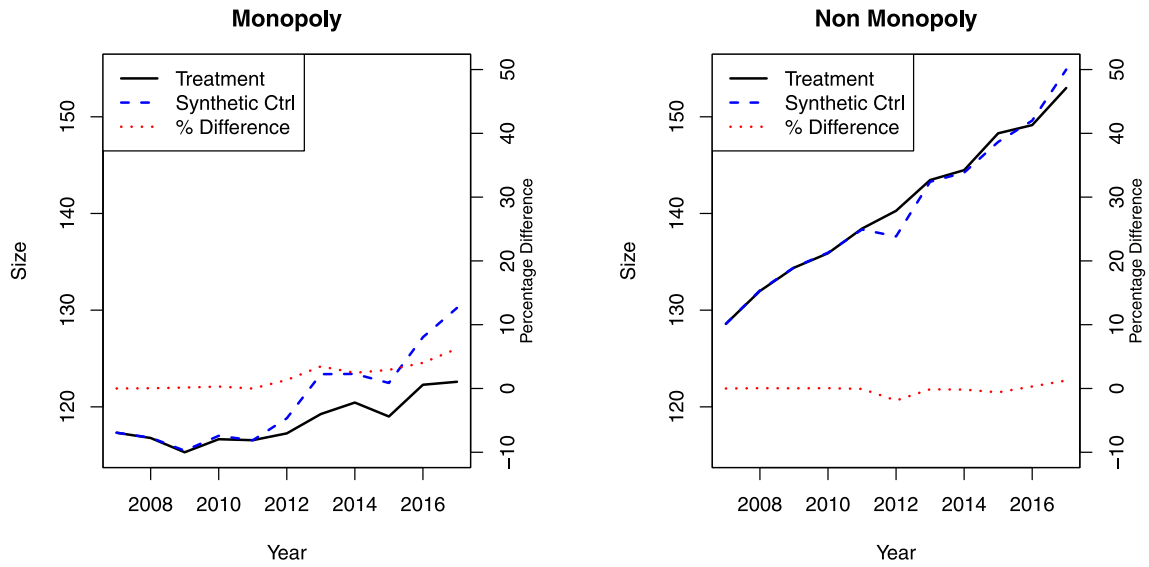 Monopoly
Treatment
Synthetic Ctrl
% Difference
Size
150
140
130
120
50
40
30
20
10
0
−10
Percentage Difference
2008 2010 2012 2014 2016
Year
Non Monopoly
Treatment
Synthetic Ctrl
% Difference
Size
150
140
130
120
50
40
30
20
10
0
−10
Percentage Difference
2008 2010 2012 2014 2016
Year